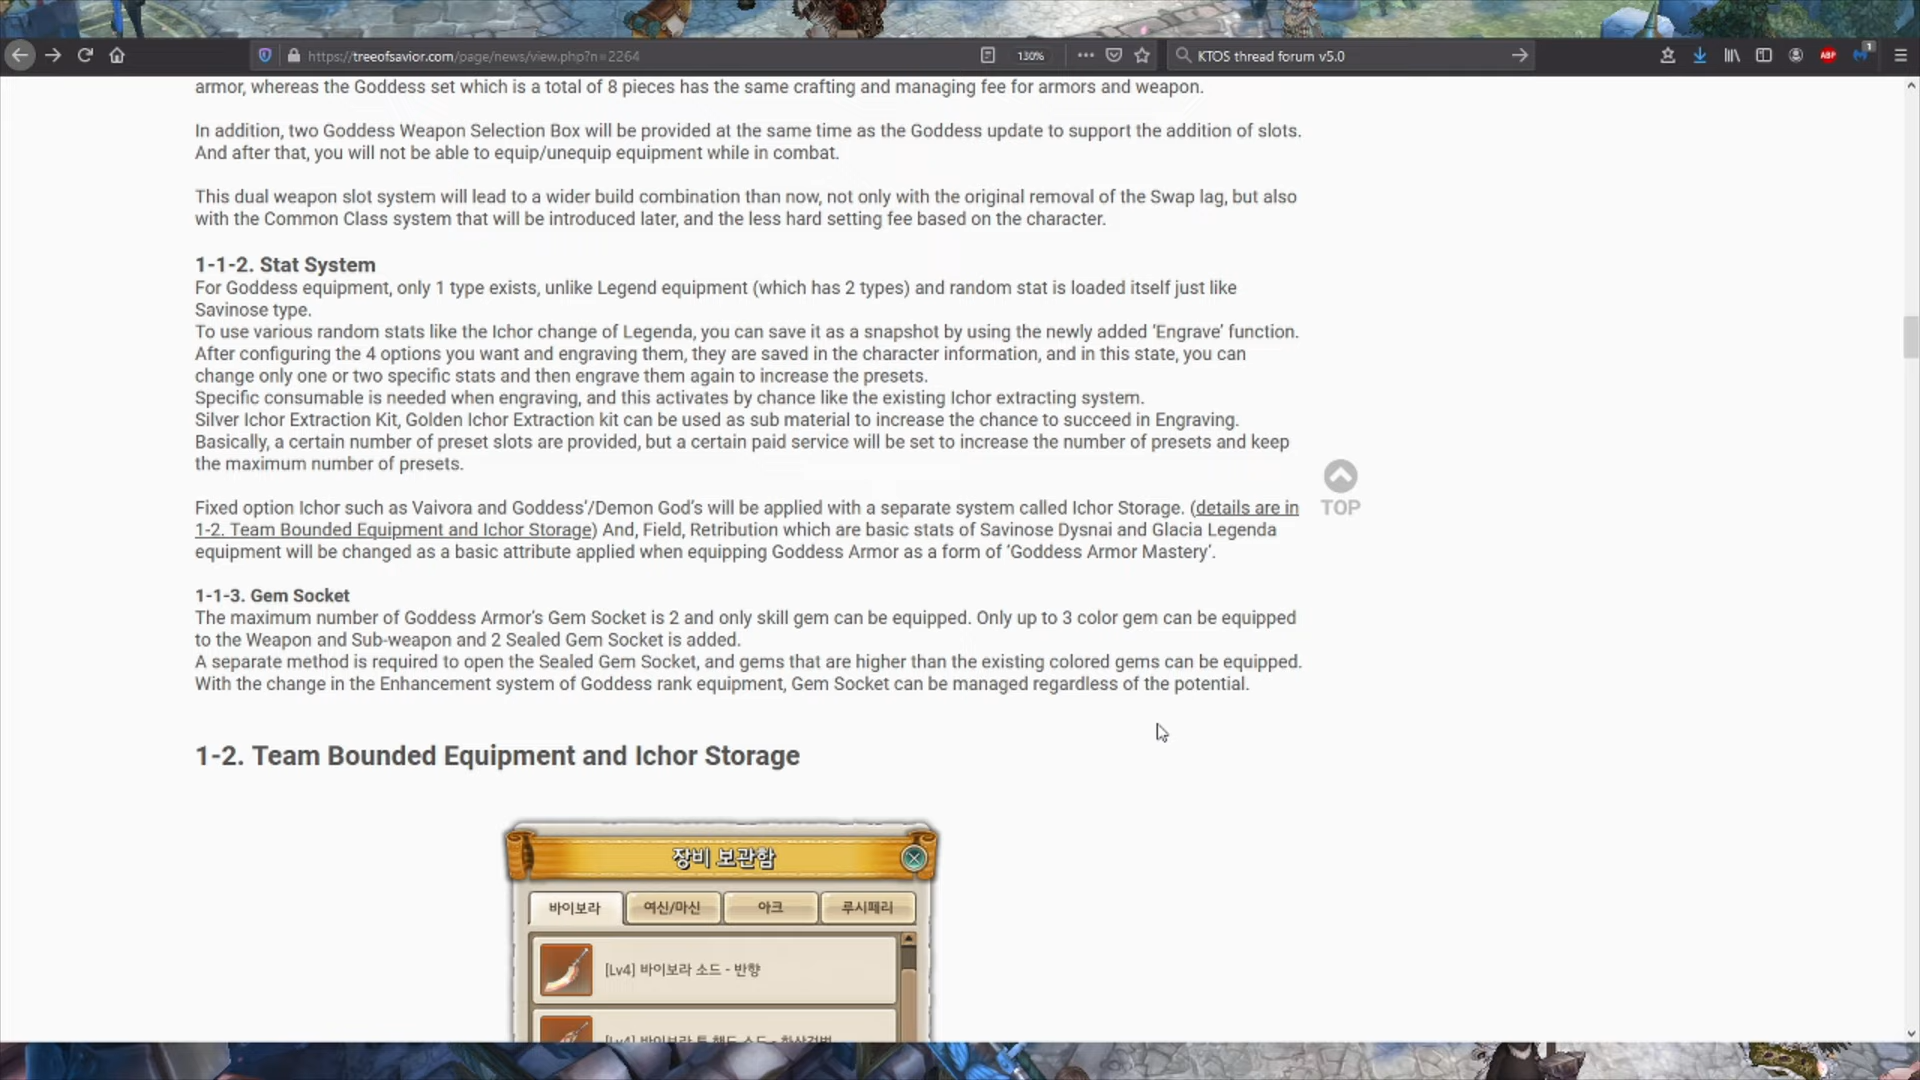 https://treeofsavior.com/page/news/view.php?n=2264
130%
KTOS thread forum v5.0
ABP
1
armor, whereas the Goddess set which is a total of 8 pieces has the same crafting and managing fee for armors and weapon.
In addition, two Goddess Weapon Selection Box will be provided at the same time as the Goddess update to support the addition of slots.
And after that, you will not be able to equip/unequip equipment while in combat.
This dual weapon slot system will lead to a wider build combination than now, not only with the original removal of the Swap lag, but also
with the Common Class system that will be introduced later, and the less hard setting fee based on the character.
1-1-2. Stat System
For Goddess equipment, only 1 type exists, unlike Legend equipment (which has 2 types) and random stat is loaded itself just like
Savinose type.
To use various random stats like the Ichor change of Legenda, you can save it as a snapshot by using the newly added ‘Engrave’ function.
After configuring the 4 options you want and engraving them, they are saved in the character information, and in this state, you can
change only one or two specific stats and then engrave them again to increase the presets.
Specific consumable is needed when engraving, and this activates by chance like the existing Ichor extracting system.
Silver Ichor Extraction Kit, Golden Ichor Extraction kit can be used as sub material to increase the chance to succeed in Engraving.
Basically, a certain number of preset slots are provided, but a certain paid service will be set to increase the number of presets and keep
the maximum number of presets.
TOP
Fixed option Ichor such as Vaivora and Goddess’/Demon God’s will be applied with a separate system called Ichor Storage. (details are in
1-2. Team Bounded Equipment and Ichor Storage) And, Field, Retribution which are basic stats of Savinose Dysnai and Glacia Legenda
equipment will be changed as a basic attribute applied when equipping Goddess Armor as a form of ‘Goddess Armor Mastery’.
1-1-3. Gem Socket
The maximum number of Goddess Armor’s Gem Socket is 2 and only skill gem can be equipped. Only up to 3 color gem can be equipped
to the Weapon and Sub-weapon and 2 Sealed Gem Socket is added.
A separate method is required to open the Sealed Gem Socket, and gems that are higher than the existing colored gems can be equipped.
With the change in the Enhancement system of Goddess rank equipment, Gem Socket can be managed regardless of the potential.
1-2. Team Bounded Equipment and Ichor Storage
장비 보관함
바이보라 여신/마신 아크 루시페리
[Lv4] 바이보라 소드 - 반향
[Lv4] 바이보라 투 핸드 소드 -